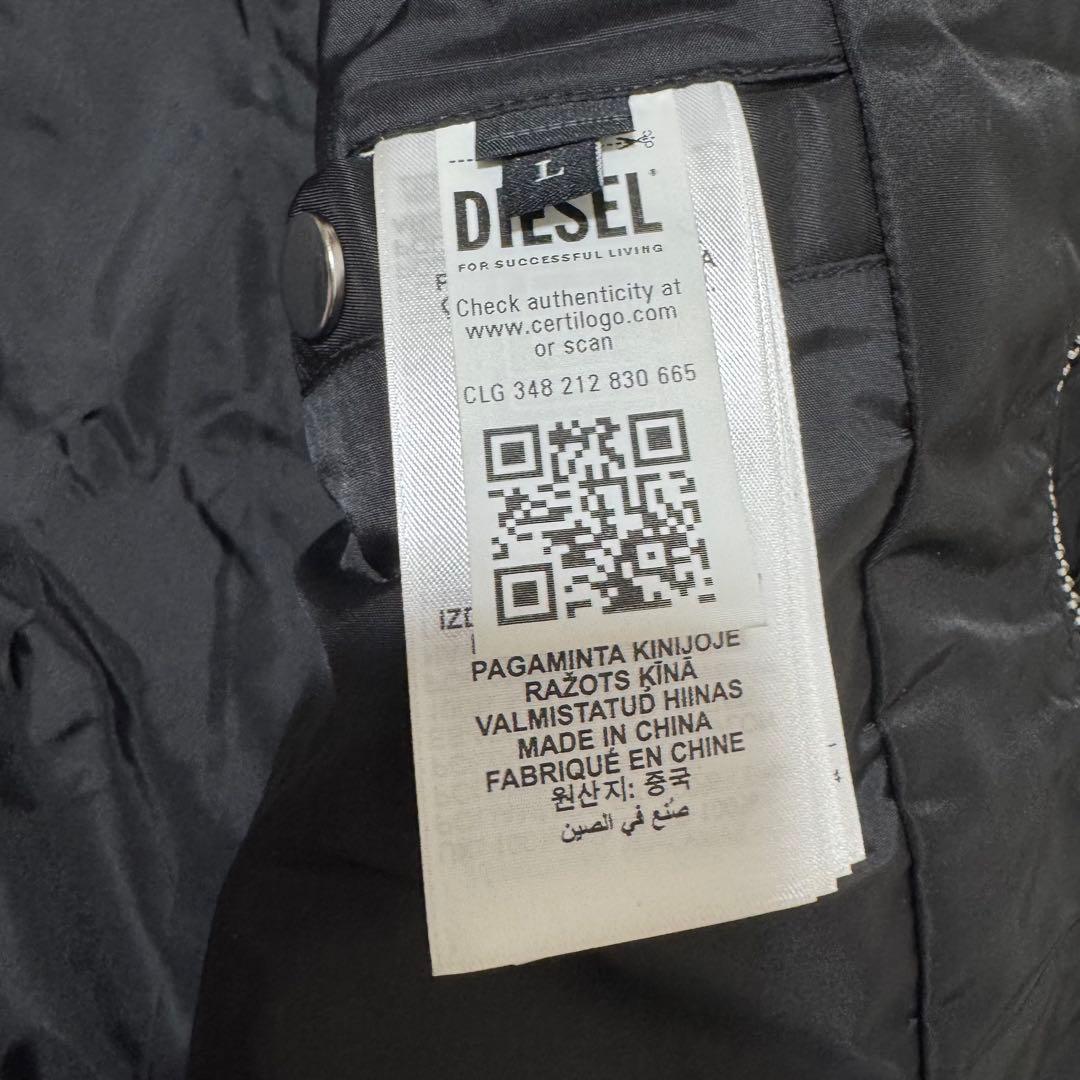 L
DIESEL
FOR SUCCESSFUL LIVING
Check authenticity at
www.certilogo.com
or scan
CLG 348 212 830 665
PAGAMINTA KINIJOJE
RAŽOTS ĶĪNĀ
VALMISTATUD HIINAS
MADE IN CHINA
FABRIQUÉ EN CHINE
원산지: 중국
صنع في الصين